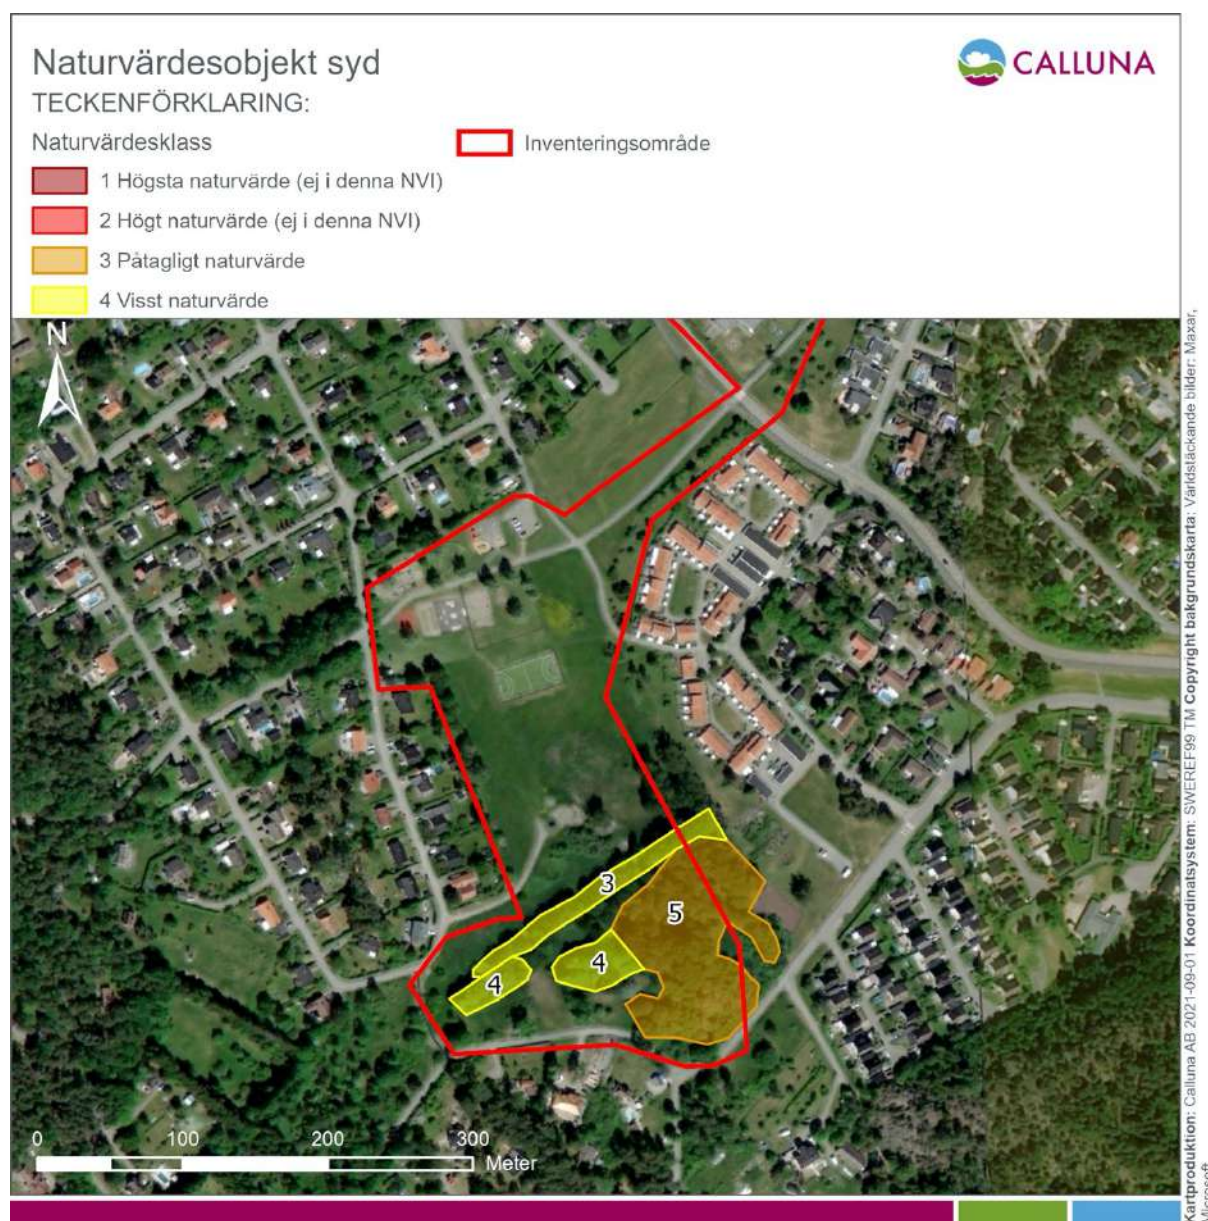 Naturvärdesobjekt syd
CALLUNA
TECKENFÖRKLARING:
Naturvärdesklass
Inventeringsområde
1 Högsta naturvärde (ej i denna NVI)
2 Högt naturvärde (ej i denna NVI)
3 Påtagligt naturvärde
4 Visst naturvärde
N
3
5
4
4
0 100 200 300
Meter
Kartproduktion: Calluna AB 2021-09-01 Koordinatsystem: SWEREF99 TM Copyright bakgrundskarta: Världstäckande bilder: Maxar,
Microsoft